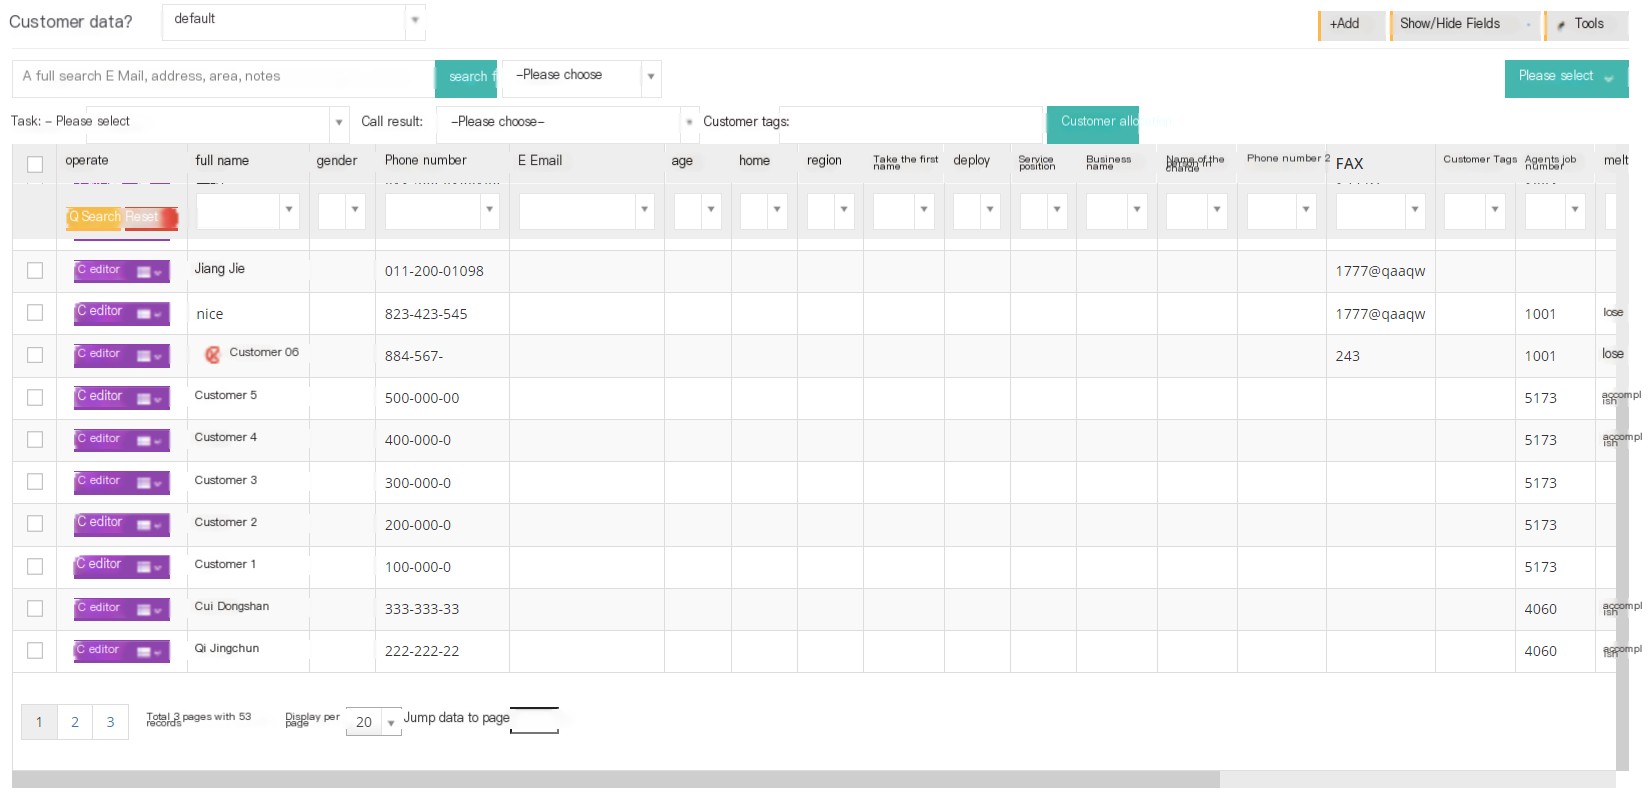 Customer data?
default
+Add
Show/Hide Fields
Tools
A full search E Mail, address, area, notes
search f
–Please choose
Please select
Task: – Please select
Call result:
–Please choose–
Customer tags:
Customer allo
operate full name gender Phone number E Email age home region Take the first name deploy Service position Business name Name of the person in charge Phone number 2 FAX Customer Tags Agents job number melt
Q Search Reset
C editor Jiang Jie 011-200-01098 1777@qaaqw
C editor nice 823-423-545 1777@qaaqw 1001 lose
C editor Customer 06 884-567- 243 1001 lose
C editor Customer 5 500-000-00 5173 accomplish
C editor Customer 4 400-000-0 5173 accomplish
C editor Customer 3 300-000-0 5173
C editor Customer 2 200-000-0 5173
C editor Customer 1 100-000-0 5173
C editor Cui Dongshan 333-333-33 4060 accomplish
C editor Qi Jingchun 222-222-22 4060 accomplish
1 2 3 Total 3 pages with 53 records Display per page 20 Jump data to page